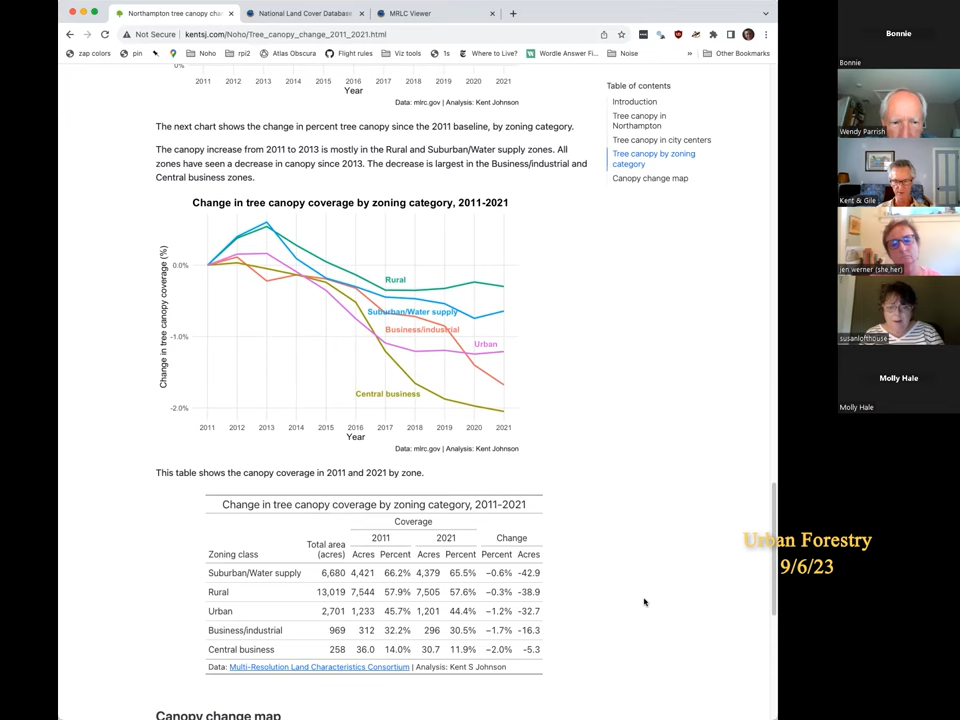 Northampton tree canopy cha
National Land Cover Database
MRLC Viewer
Not Secure | kentsj.com/Noho/Tree_canopy_change_2011_2021.html
zap colors
pin
Noho
rpi2
Atlas Obscura
Flight rules
Viz tools
1s
Where to Live?
Wordle Answer Fi...
Noise
» Other Bookmarks
0%
2011 2012 2013 2014 2015 2016 2017 2018 2019 2020 2021
Year
Data: mlrc.gov | Analysis: Kent Johnson
The next chart shows the change in percent tree canopy since the 2011 baseline, by zoning category.
The canopy increase from 2011 to 2013 is mostly in the Rural and Suburban/Water supply zones. All
zones have seen a decrease in canopy since 2013. The decrease is largest in the Business/industrial and
Central business zones.
Change in tree canopy coverage by zoning category, 2011-2021
Change in tree canopy coverage (%)
0.0%
-1.0%
-2.0%
Rural
Suburban/Water supply
Business/industrial
Urban
Central business
2011 2012 2013 2014 2015 2016 2017 2018 2019 2020 2021
Year
Data: mlrc.gov | Analysis: Kent Johnson
This table shows the canopy coverage in 2011 and 2021 by zone.
Change in tree canopy coverage by zoning category, 2011-2021
Coverage
2011 2021 Change
Zoning class Total area (acres) Acres Percent Acres Percent Percent Acres
Suburban/Water supply 6,680 4,421 66.2% 4,379 65.5% −0.6% -42.9
Rural 13,019 7,544 57.9% 7,505 57.6% −0.3% -38.9
Urban 2,701 1,233 45.7% 1,201 44.4% −1.2% -32.7
Business/industrial 969 312 32.2% 296 30.5% −1.7% -16.3
Central business 258 36.0 14.0% 30.7 11.9% −2.0% -5.3
Data: Multi-Resolution Land Characteristics Consortium | Analysis: Kent S Johnson
Canopy change map
Table of contents
Introduction
Tree canopy in
Northampton
Tree canopy in city centers
Tree canopy by zoning
category
Canopy change map
Bonnie
Bonnie
Wendy Parrish
Kent & Gile
jen werner (she,her)
susanlofthouse
Molly Hale
Molly Hale
Urban Forestry
9/6/23